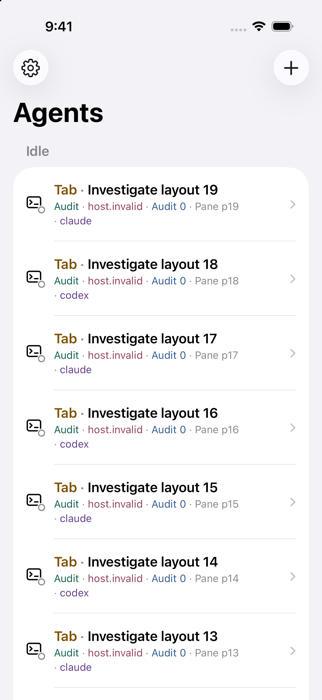 9:41
Agents
Idle
Tab · Investigate layout 19
Audit · host.invalid · Audit 0 · Pane p19
· claude
Tab · Investigate layout 18
Audit · host.invalid · Audit 0 · Pane p18
· codex
Tab · Investigate layout 17
Audit · host.invalid · Audit 0 · Pane p17
· claude
Tab · Investigate layout 16
Audit · host.invalid · Audit 0 · Pane p16
· codex
Tab · Investigate layout 15
Audit · host.invalid · Audit 0 · Pane p15
· claude
Tab · Investigate layout 14
Audit · host.invalid · Audit 0 · Pane p14
· codex
Tab · Investigate layout 13
Audit · host.invalid · Audit 0 · Pane p13
· claude